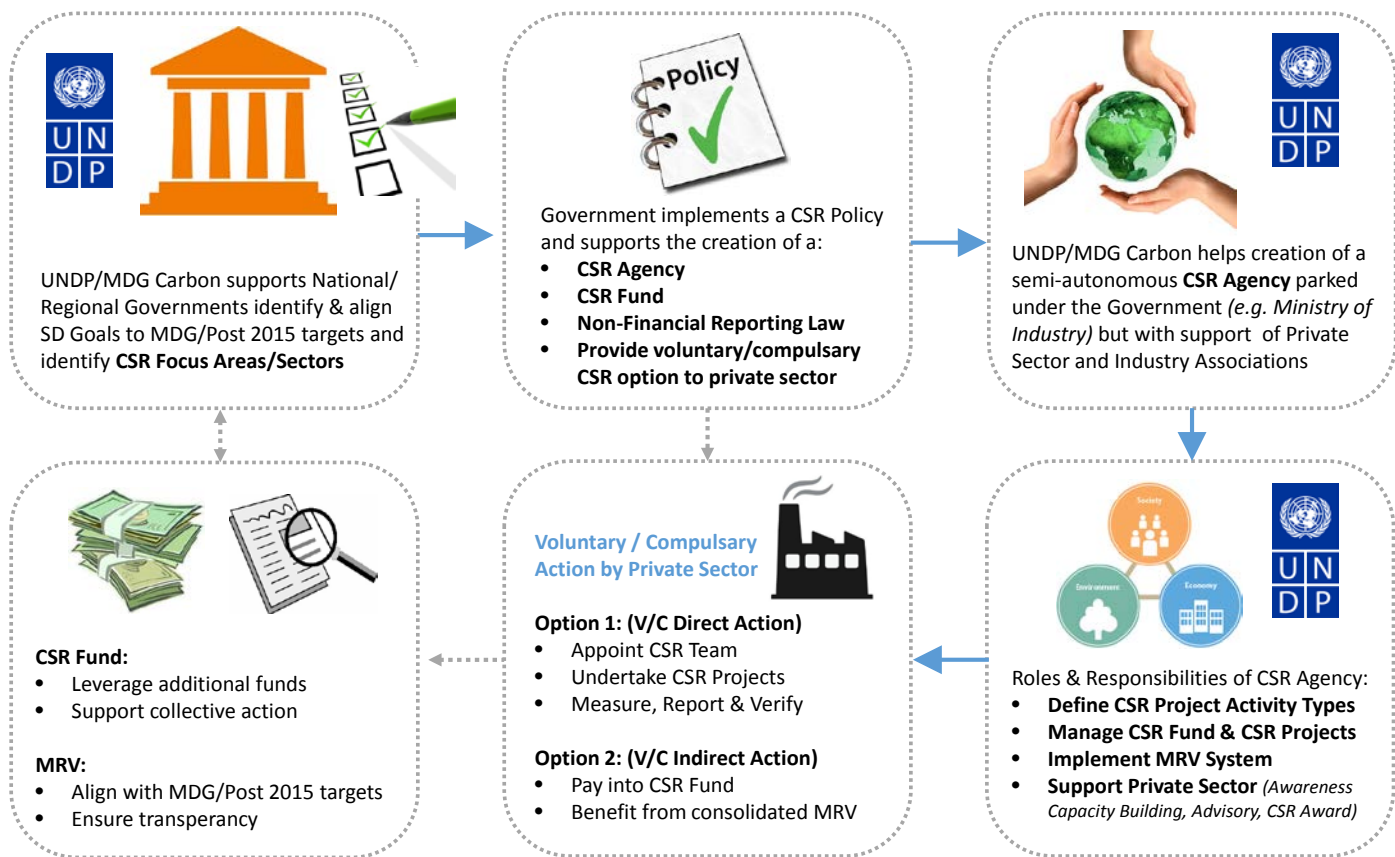 UN
DP
UNDP/MDG Carbon supports National/
Regional Governments identify & align
SD Goals to MDG/Post 2015 targets and
identify CSR Focus Areas/Sectors
Policy
Government implements a CSR Policy
and supports the creation of a:
• CSR Agency
• CSR Fund
• Non-Financial Reporting Law
• Provide voluntary/compulsary
CSR option to private sector
UN
DP
UNDP/MDG Carbon helps creation of a
semi-autonomous CSR Agency parked
under the Government (e.g. Ministry of
Industry) but with support of Private
Sector and Industry Associations
CSR Fund:
• Leverage additional funds
• Support collective action
MRV:
• Align with MDG/Post 2015 targets
• Ensure transperancy
Voluntary / Compulsary
Action by Private Sector
Option 1: (V/C Direct Action)
• Appoint CSR Team
• Undertake CSR Projects
• Measure, Report & Verify
Option 2: (V/C Indirect Action)
• Pay into CSR Fund
• Benefit from consolidated MRV
Society
Environment
Economy
UN
DP
Roles & Responsibilities of CSR Agency:
• Define CSR Project Activity Types
• Manage CSR Fund & CSR Projects
• Implement MRV System
• Support Private Sector (Awareness
Capacity Building, Advisory, CSR Award)